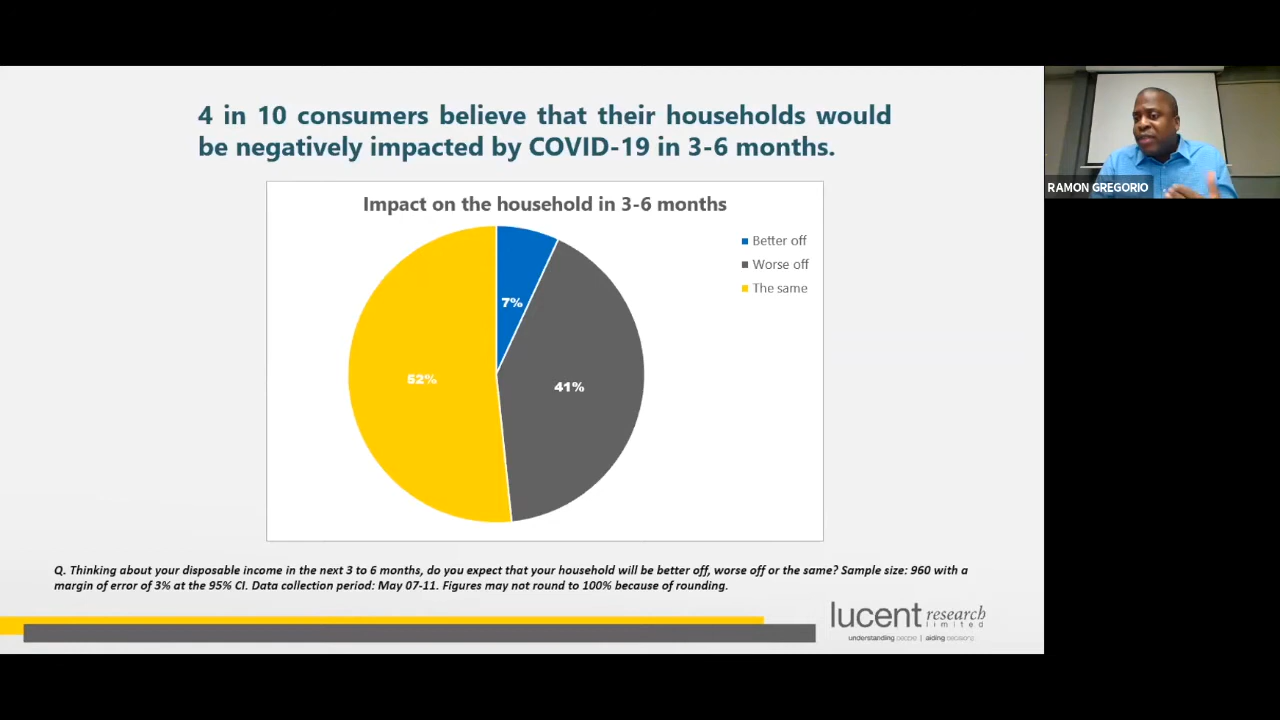 4 in 10 consumers believe that their households would
be negatively impacted by COVID-19 in 3-6 months.
RAMON GREGORIO
Impact on the household in 3-6 months
Better off
Worse off
The same
7%
52%
41%
Q. Thinking about your disposable income in the next 3 to 6 months, do you expect that your household will be better off, worse off or the same? Sample size: 960 with a
margin of error of 3% at the 95% CI. Data collection period: May 07-11. Figures may not round to 100% because of rounding.
lucent research
limited
understanding people | aiding decisions